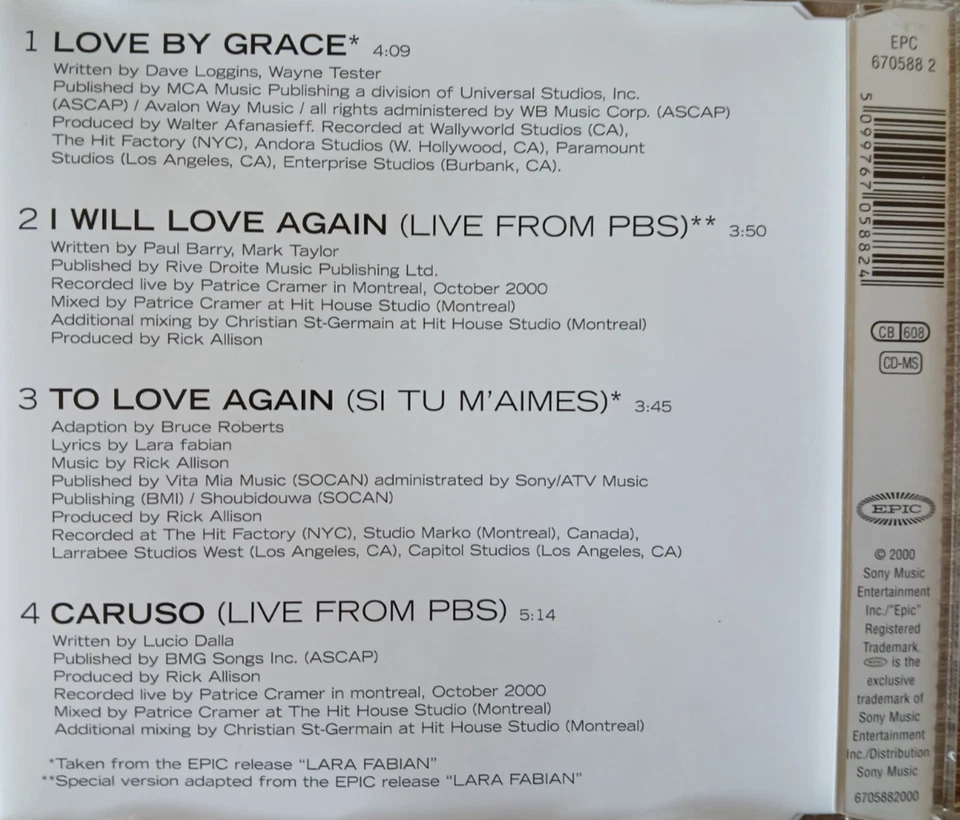 1 LOVE BY GRACE* 4:09
Written by Dave Loggins, Wayne Tester
Published by MCA Music Publishing a division of Universal Studios, Inc.
(ASCAP) / Avalon Way Music / all rights administered by WB Music Corp. (ASCAP)
Produced by Walter Afanasieff. Recorded at Wallyworld Studios (CA),
The Hit Factory (NYC), Andora Studios (W. Hollywood, CA), Paramount
Studios (Los Angeles, CA), Enterprise Studios (Burbank, CA).
2 I WILL LOVE AGAIN (LIVE FROM PBS)** 3:50
Written by Paul Barry, Mark Taylor
Published by Rive Droite Music Publishing Ltd.
Recorded live by Patrice Cramer in Montreal, October 2000
Mixed by Patrice Cramer at Hit House Studio (Montreal)
Additional mixing by Christian St-Germain at Hit House Studio (Montreal)
Produced by Rick Allison
3 TO LOVE AGAIN (SI TU M'AIMES)* 3:45
Adaption by Bruce Roberts
Lyrics by Lara fabian
Music by Rick Allison
Published by Vita Mia Music (SOCAN) administrated by Sony/ATV Music
Publishing (BMI) / Shoubidouwa (SOCAN)
Produced by Rick Allison
Recorded at The Hit Factory (NYC), Studio Marko (Montreal), Canada),
Larrabee Studios West (Los Angeles, CA), Capitol Studios (Los Angeles, CA)
4 CARUSO (LIVE FROM PBS) 5:14
Written by Lucio Dalla
Published by BMG Songs Inc. (ASCAP)
Produced by Rick Allison
Recorded live by Patrice Cramer in montreal, October 2000
Mixed by Patrice Cramer at The Hit House Studio (Montreal)
Additional mixing by Christian St-Germain at Hit House Studio (Montreal)
*Taken from the EPIC release "LARA FABIAN"
**Special version adapted from the EPIC release "LARA FABIAN"
EPC
670588 2
5 099767 058824
CB 608
CD-MS
EPIC
© 2000
Sony Music
Entertainment
Inc./"Epic"
Registered
Trademark.
EPIC is the
exclusive
trademark of
Sony Music
Entertainment
Inc./Distribution
Sony Music
6705882000